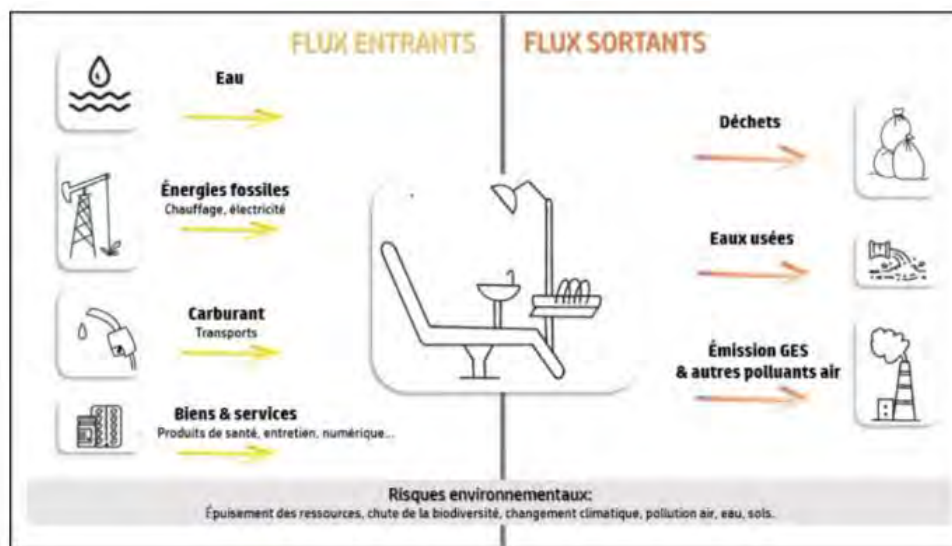 FLUX ENTRANTS
Eau
Énergies fossiles
Chauffage, électricité
Carburant
Transports
Biens & services
Produits de santé, entretien, numérique...
FLUX SORTANTS
Déchets
Eaux usées
Émission GES
& autres polluants air
Risques environnementaux:
Épuisement des ressources, chute de la biodiversité, changement climatique, pollution air, eau, sols.